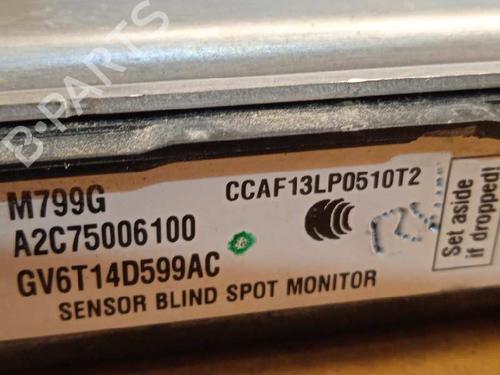 B-PARTS
M799G
A2C75006100
GV6T14D599AC
SENSOR BLIND SPOT MONITOR
CCAF13LP0510T2
Set aside
if dropped!